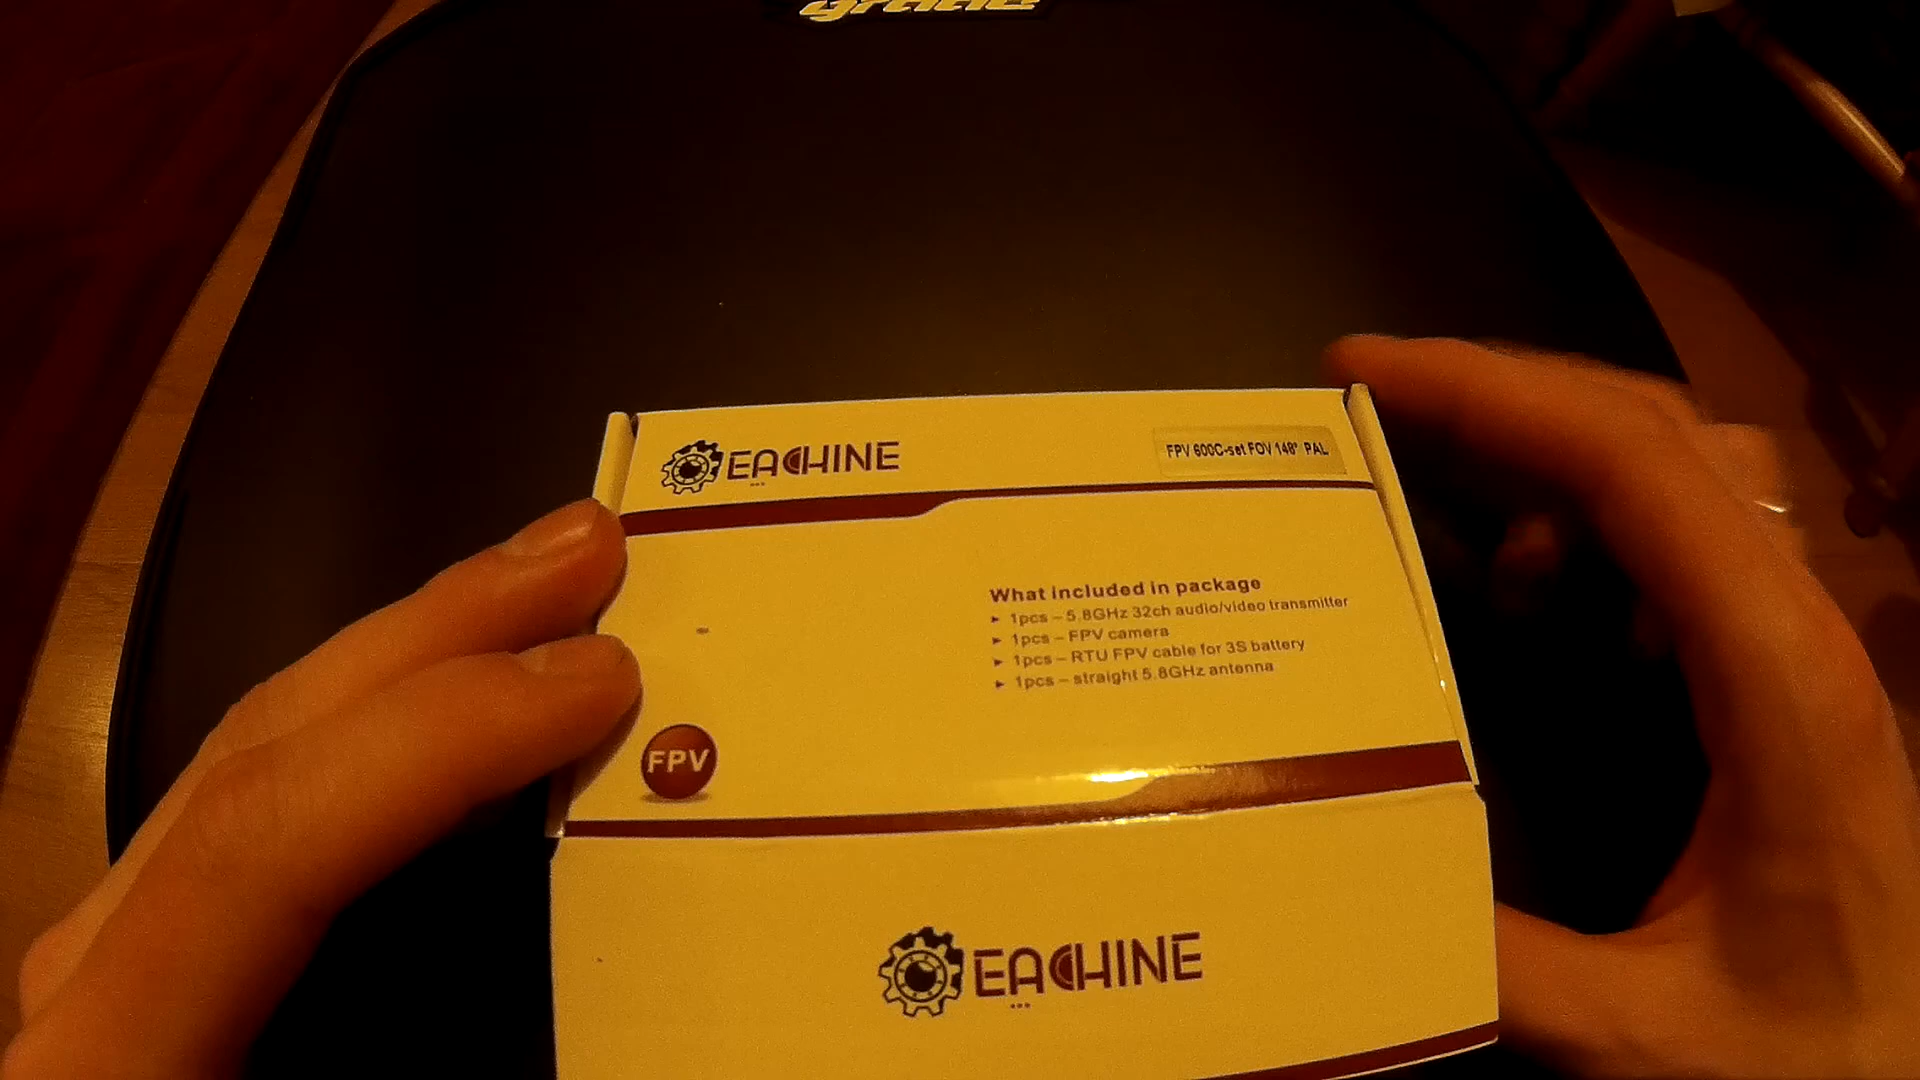 EACHINE
FPV 600C-set FOV 148° PAL
What included in package
► 1pcs – 5.8GHz 32ch audio/video transmitter
► 1pcs – FPV camera
► 1pcs – RTU FPV cable for 3S battery
► 1pcs – straight 5.8GHz antenna
FPV
EACHINE